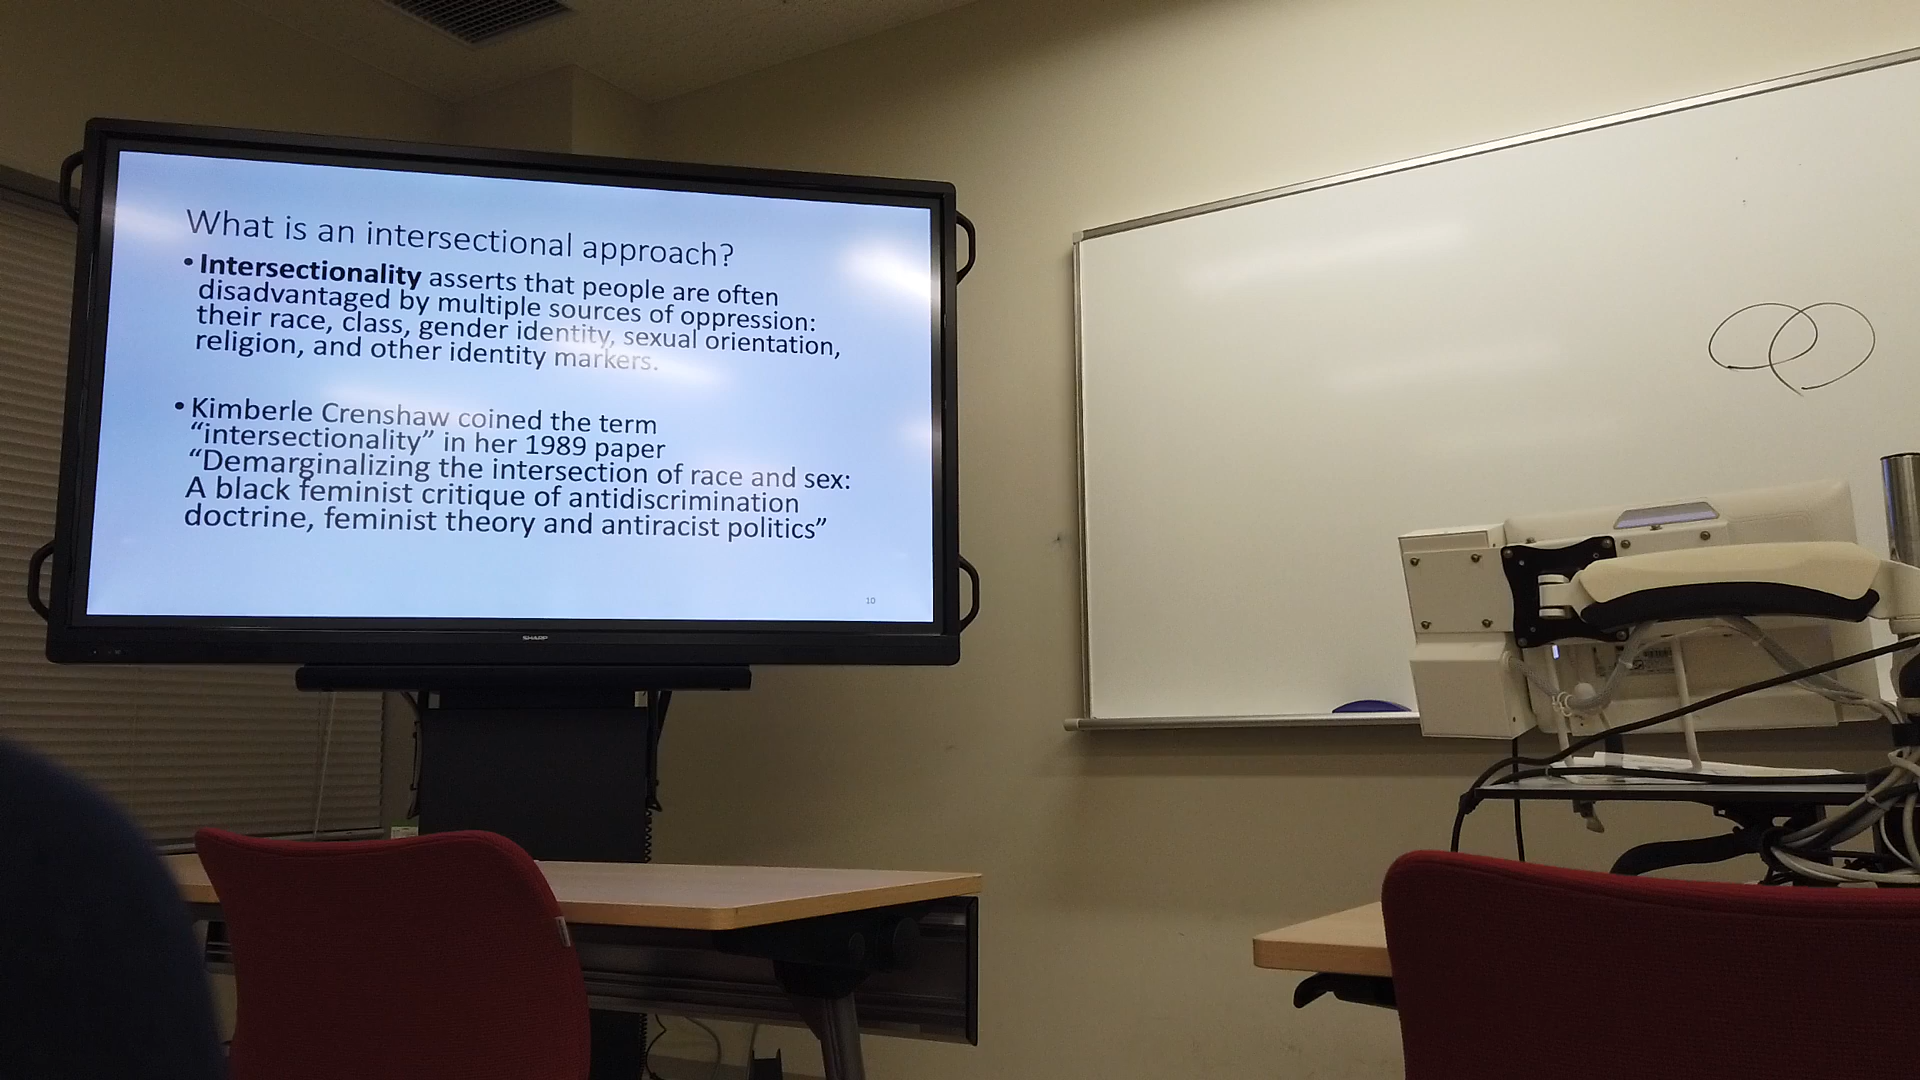 What is an intersectional approach?
• Intersectionality asserts that people are often
disadvantaged by multiple sources of oppression:
their race, class, gender identity, sexual orientation,
religion, and other identity markers.
• Kimberle Crenshaw coined the term
“intersectionality” in her 1989 paper
“Demarginalizing the intersection of race and sex:
A black feminist critique of antidiscrimination
doctrine, feminist theory and antiracist politics”
10
SHARP